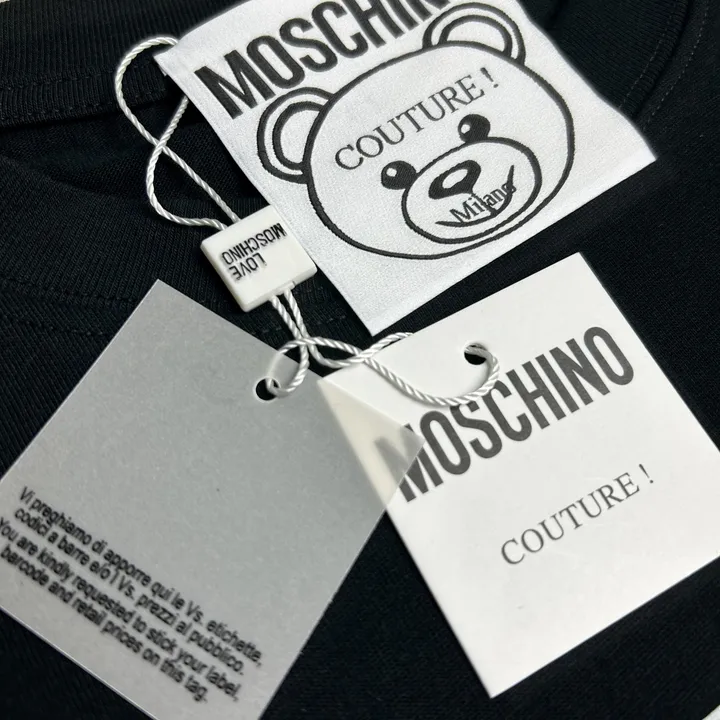 MOSCHINO
COUTURE !
Milano
LOVE
MOSCHINO
MOSCHINO
COUTURE !
Vi preghiamo di apporre qui le Vs. etichette,
codici a barre e/o i Vs. prezzi al pubblico.
You are kindly requested to stick your label,
barcode and retail prices on this tag.